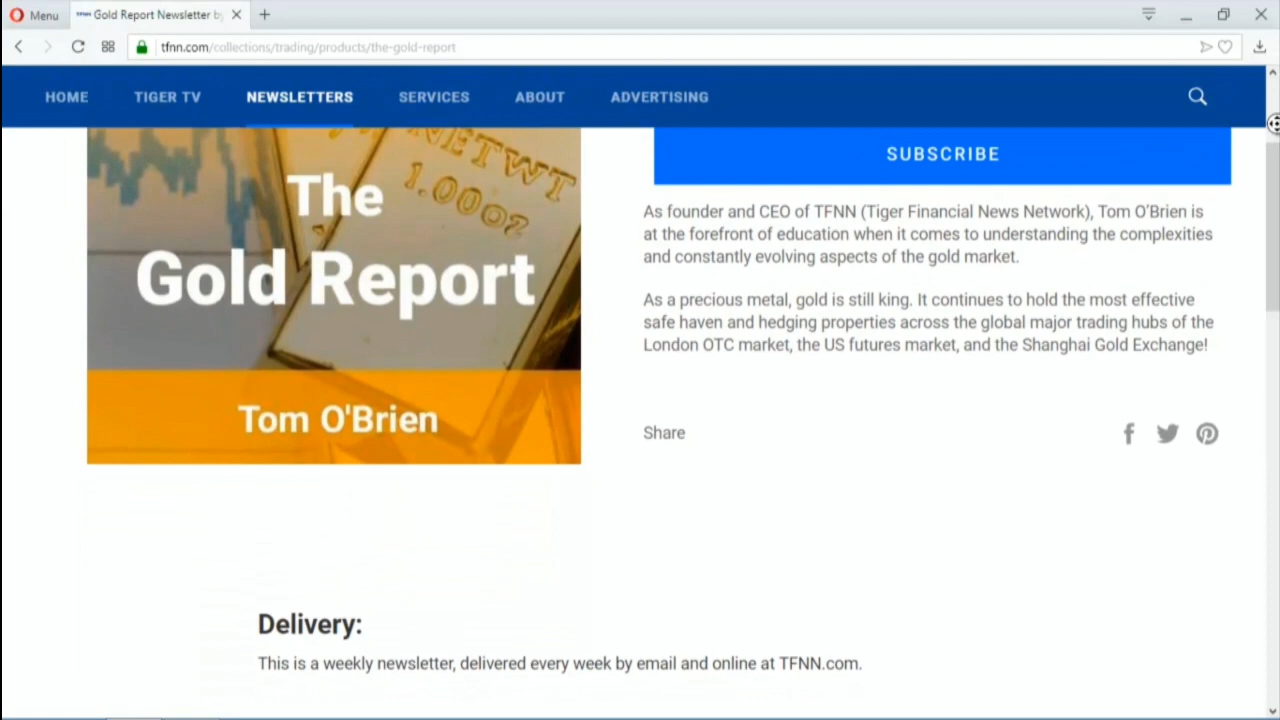 Menu
TFNN Gold Report Newsletter by
tfnn.com/collections/trading/products/the-gold-report
HOME TIGER TV NEWSLETTERS SERVICES ABOUT ADVERTISING
NETWT
1.00oz
The
Gold Report
Tom O'Brien
SUBSCRIBE
As founder and CEO of TFNN (Tiger Financial News Network), Tom O'Brien is
at the forefront of education when it comes to understanding the complexities
and constantly evolving aspects of the gold market.
As a precious metal, gold is still king. It continues to hold the most effective
safe haven and hedging properties across the global major trading hubs of the
London OTC market, the US futures market, and the Shanghai Gold Exchange!
Share
Delivery:
This is a weekly newsletter, delivered every week by email and online at TFNN.com.